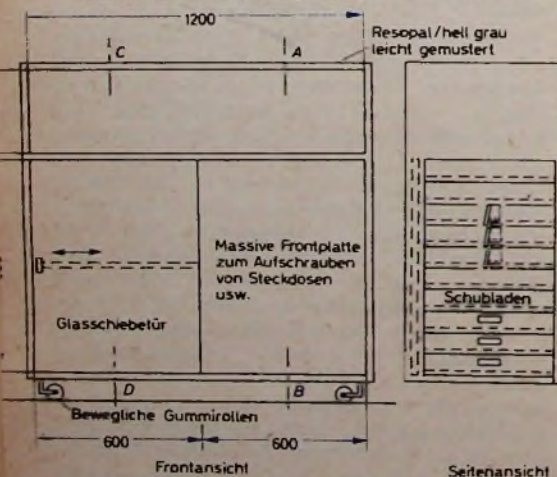 1200
C
A
Resopal/hell grau
leicht gemustert
Massive Frontplatte
zum Aufschrauben
von Steckdosen
usw.
Schubladen
Glasschiebetür
D
B
Bewegliche Gummirollen
600
600
Frontansicht
Seitenansicht